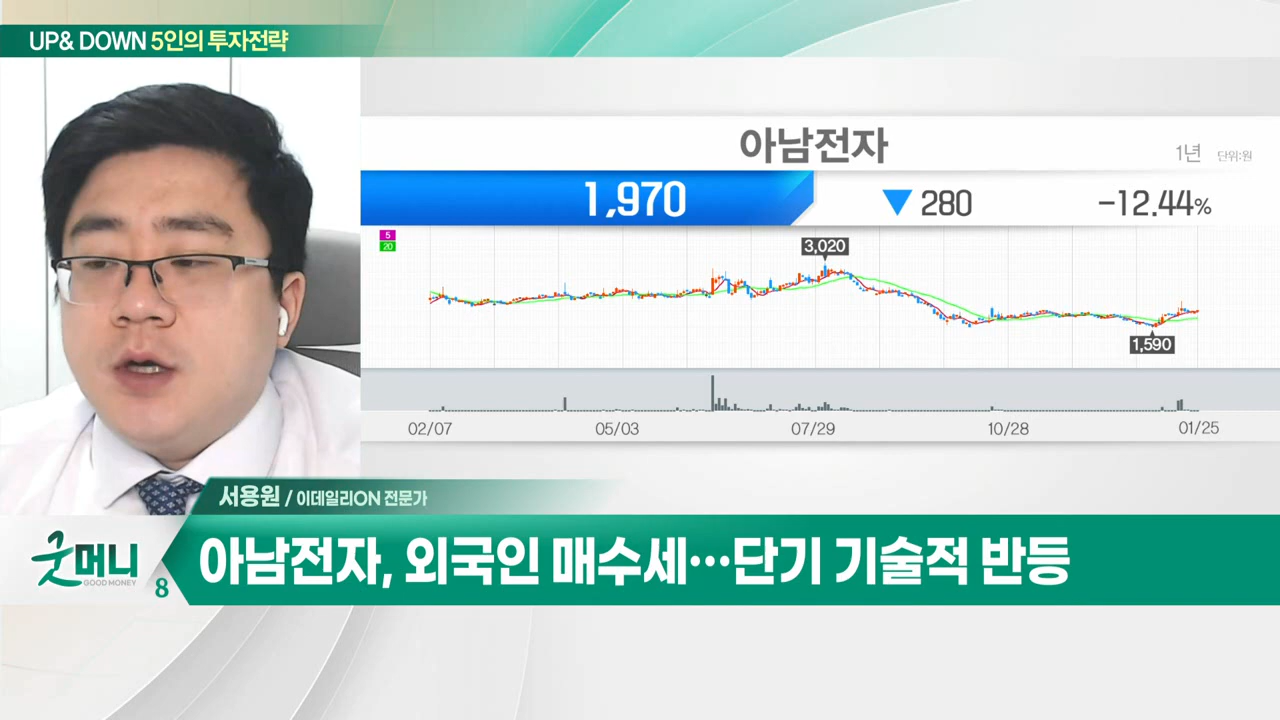 UP& DOWN 5인의 투자전략
아남전자
1년 단위:원
1,970 ▼ 280 -12.44%
5
20
3,020
1,590
02/07 05/03 07/29 10/28 01/25
서용원 / 이데일리ON 전문가
굿머니
GOOD MONEY
8
아남전자, 외국인 매수세…단기 기술적 반등